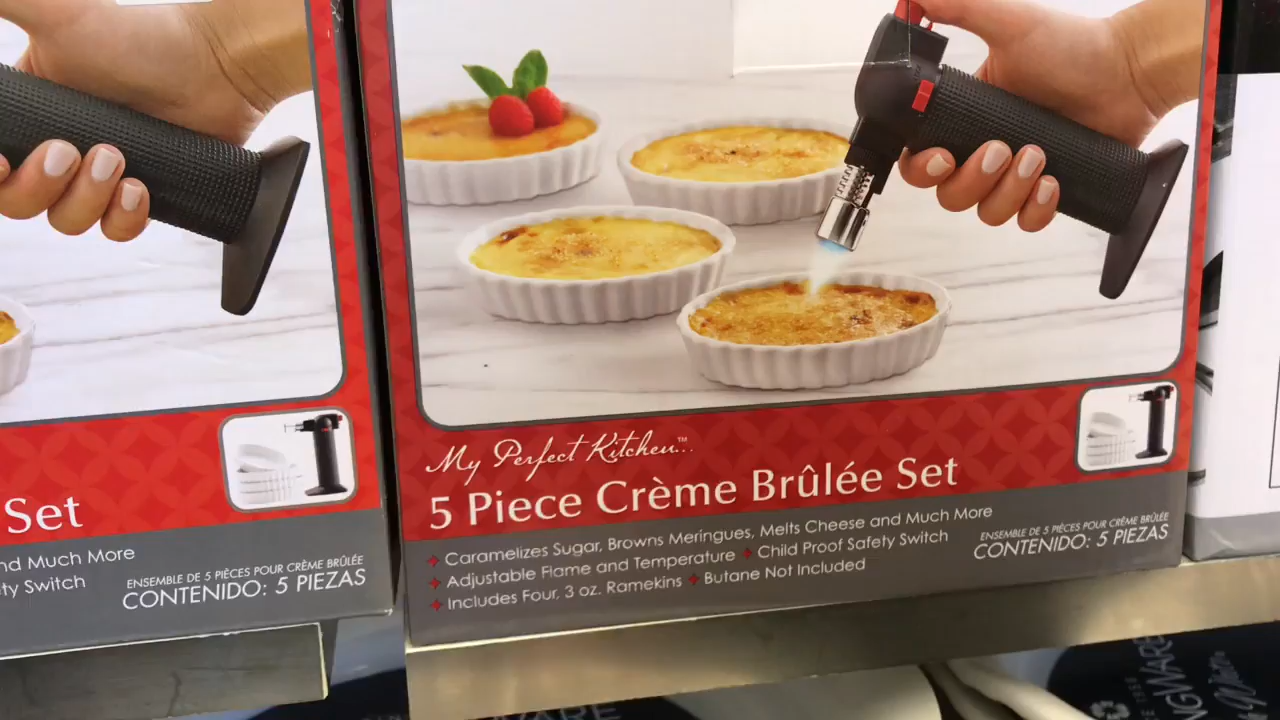 My Perfect Kitchen...™
5 Piece Crème Brûlée Set
Caramelizes Sugar, Browns Meringues, Melts Cheese and Much More
Adjustable Flame and Temperature
Child Proof Safety Switch
Includes Four, 3 oz. Ramekins
Butane Not Included
ENSEMBLE DE 5 PIÈCES POUR CRÈME BRÛLÉE
CONTENIDO: 5 PIEZAS
Set
nd Much More
ty Switch
ENSEMBLE DE 5 PIÈCES POUR CRÈME BRÛLÉE
CONTENIDO: 5 PIEZAS